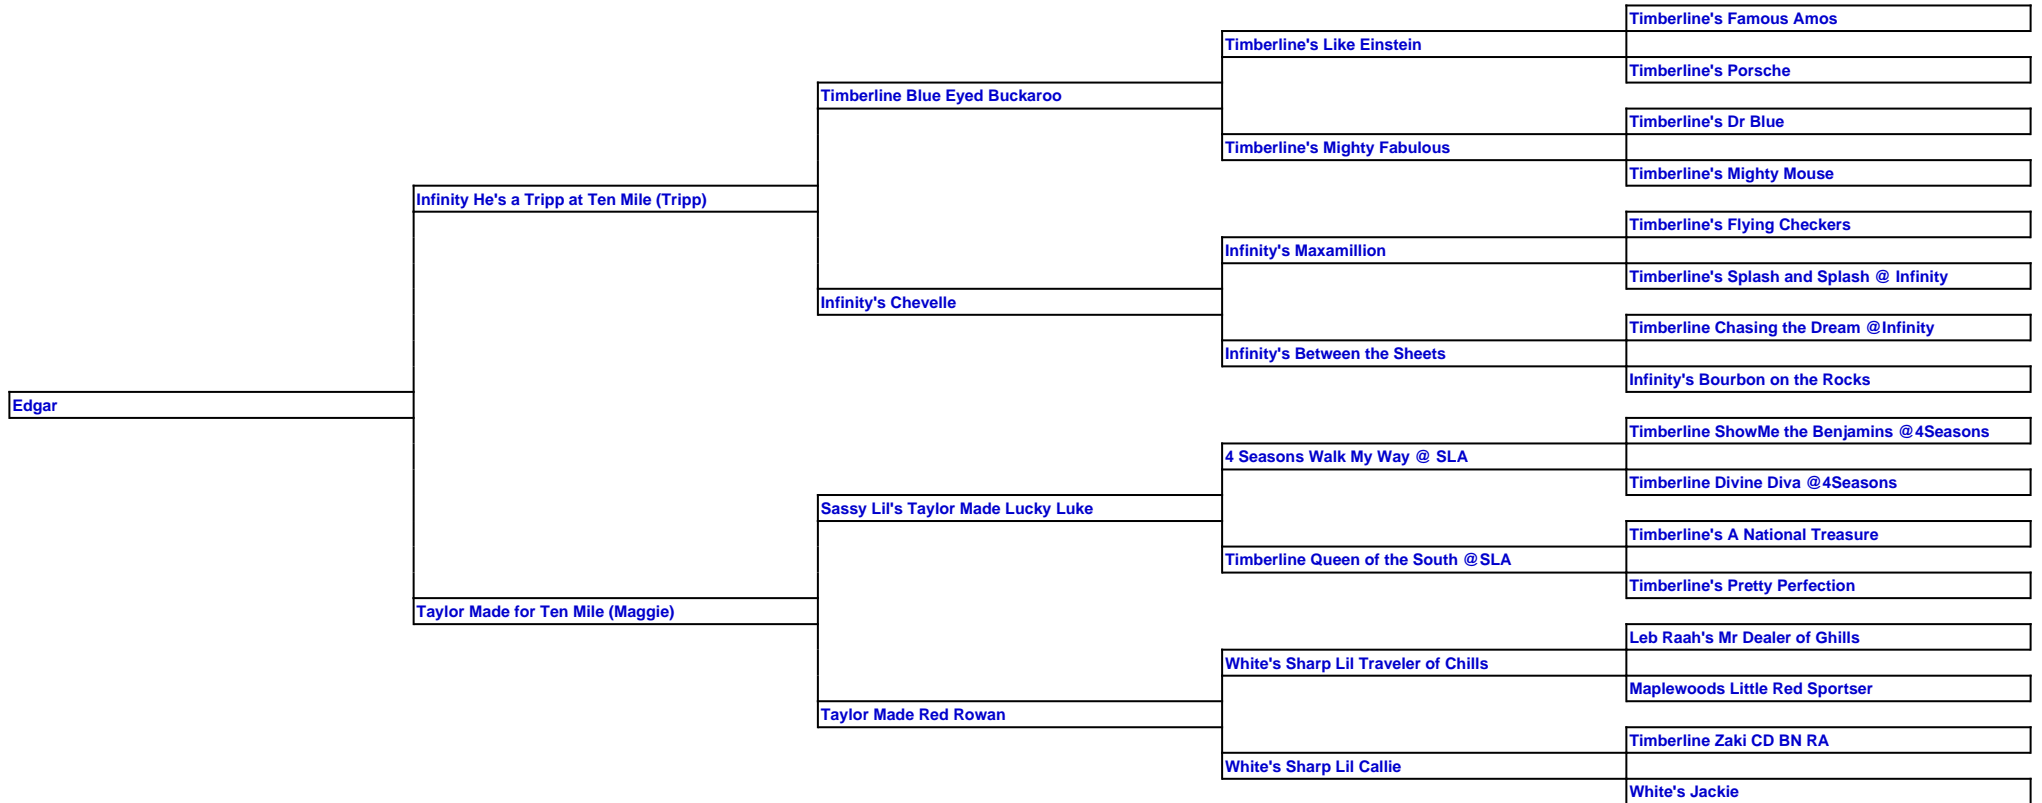 Timberline's Famous Amos
Timberline's Like Einstein
Timberline's Porsche
Timberline Blue Eyed Buckaroo
Timberline's Dr Blue
Timberline's Mighty Fabulous
Timberline's Mighty Mouse
Infinity He's a Tripp at Ten Mile (Tripp)
Timberline's Flying Checkers
Infinity's Maxamillion
Timberline's Splash and Splash @ Infinity
Infinity's Chevelle
Timberline Chasing the Dream @Infinity
Infinity's Between the Sheets
Infinity's Bourbon on the Rocks
Edgar
Timberline ShowMe the Benjamins @4Seasons
4 Seasons Walk My Way @ SLA
Timberline Divine Diva @4Seasons
Sassy Lil's Taylor Made Lucky Luke
Timberline's A National Treasure
Timberline Queen of the South @SLA
Timberline's Pretty Perfection
Taylor Made for Ten Mile (Maggie)
Leb Raah's Mr Dealer of Ghills
White's Sharp Lil Traveler of Chills
Maplewoods Little Red Sportser
Taylor Made Red Rowan
Timberline Zaki CD BN RA
White's Sharp Lil Callie
White's Jackie